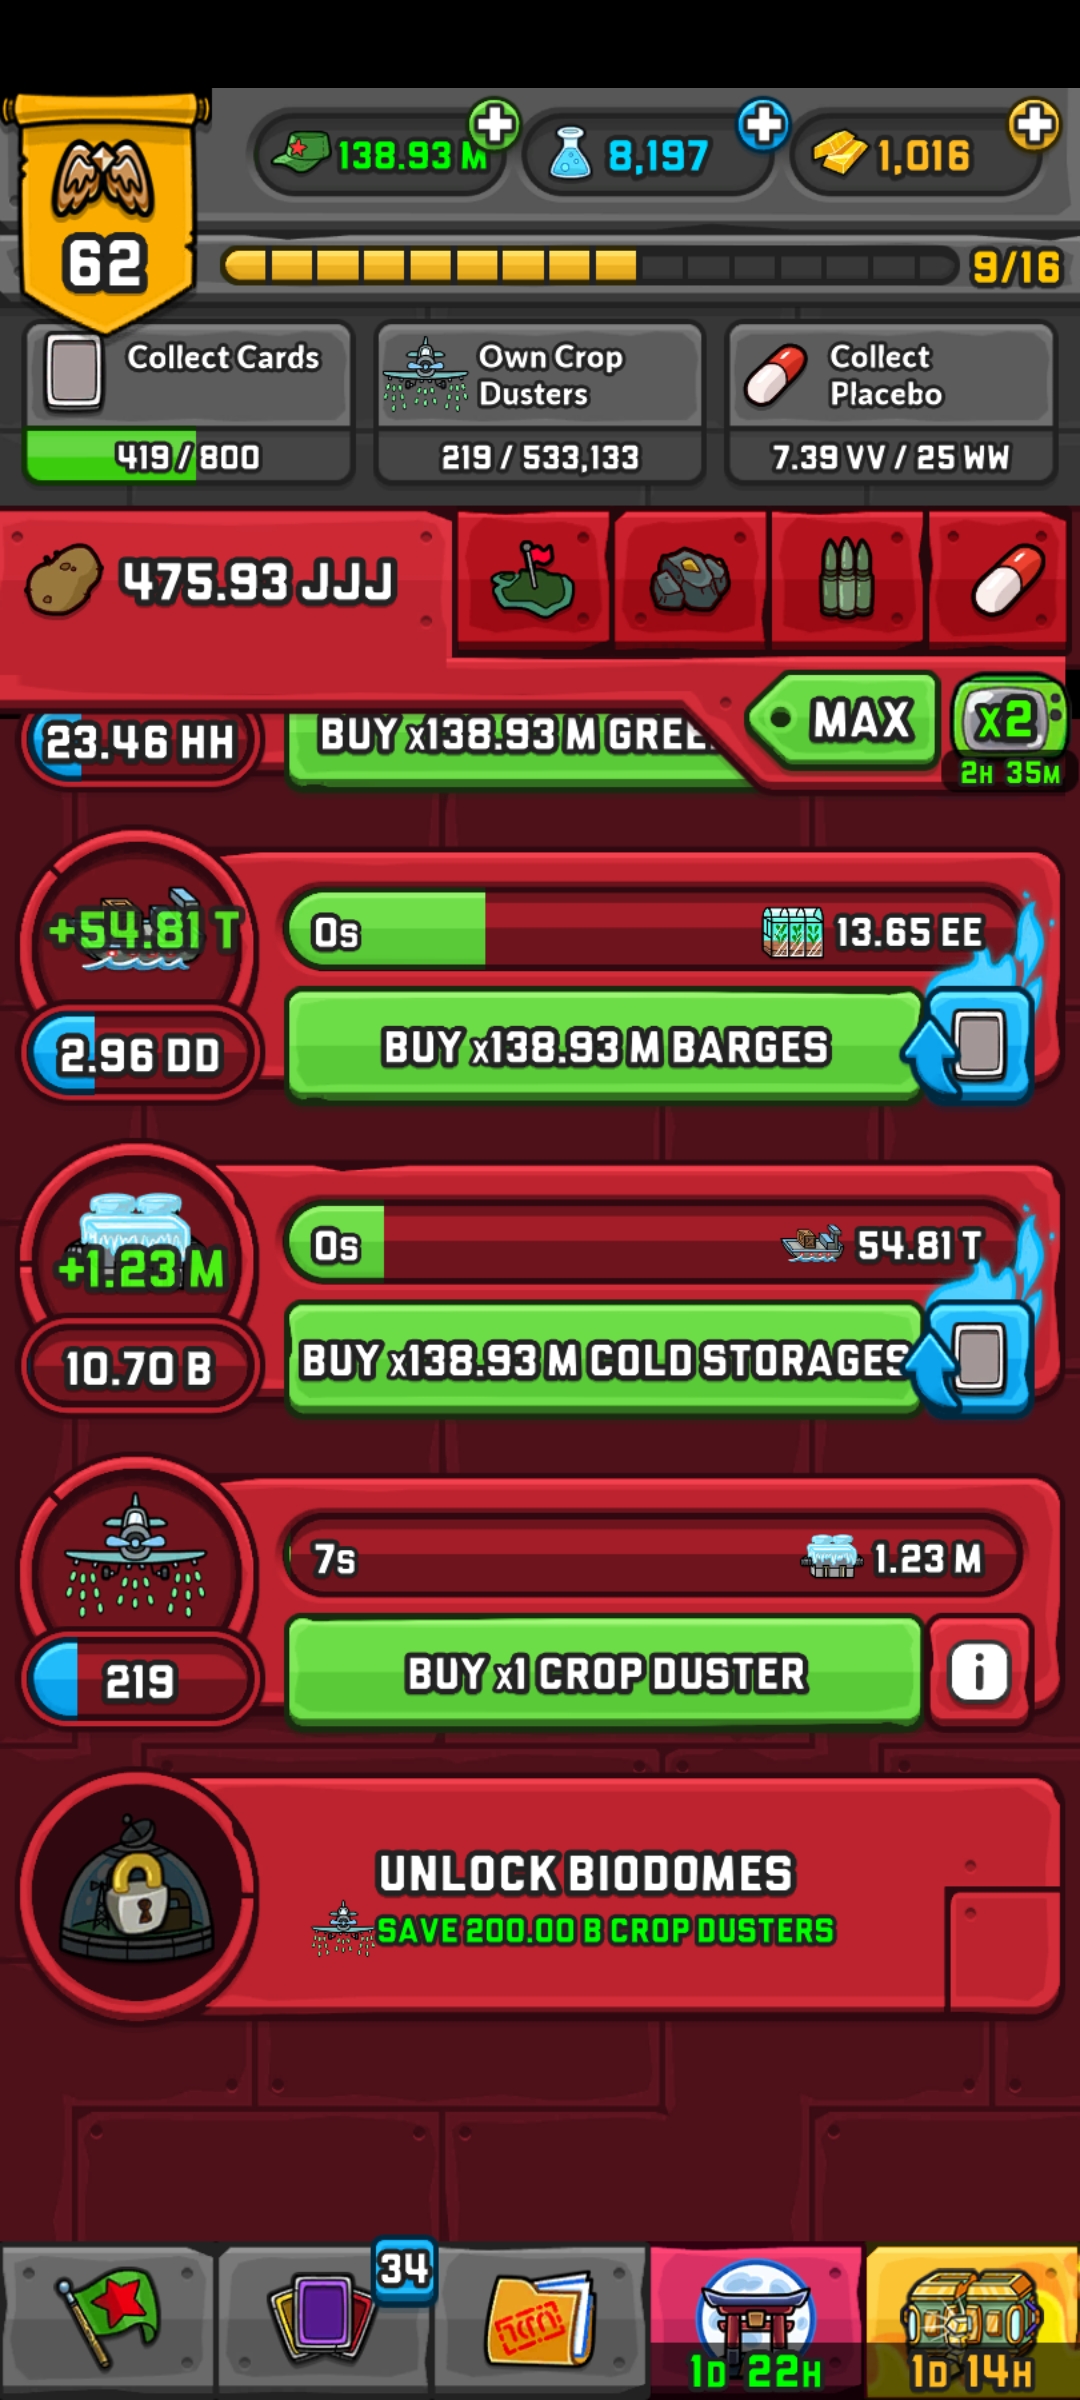 138.93 M
8,197
1,016
62
9/16
Collect Cards
419 / 800
Own Crop
Dusters
219 / 533,133
Collect
Placebo
7.39 VV / 25 WW
475.93 JJJ
MAX
x2
2H 35M
23.46 HH
BUY x138.93 M GREE
+54.81 T
0s
13.65 EE
2.96 DD
BUY x138.93 M BARGES
+1.23 M
0s
54.81 T
10.70 B
BUY x138.93 M COLD STORAGES
7s
1.23 M
219
BUY x1 CROP DUSTER
i
UNLOCK BIODOMES
SAVE 200.00 B CROP DUSTERS
34
1D 22H
1D 14H